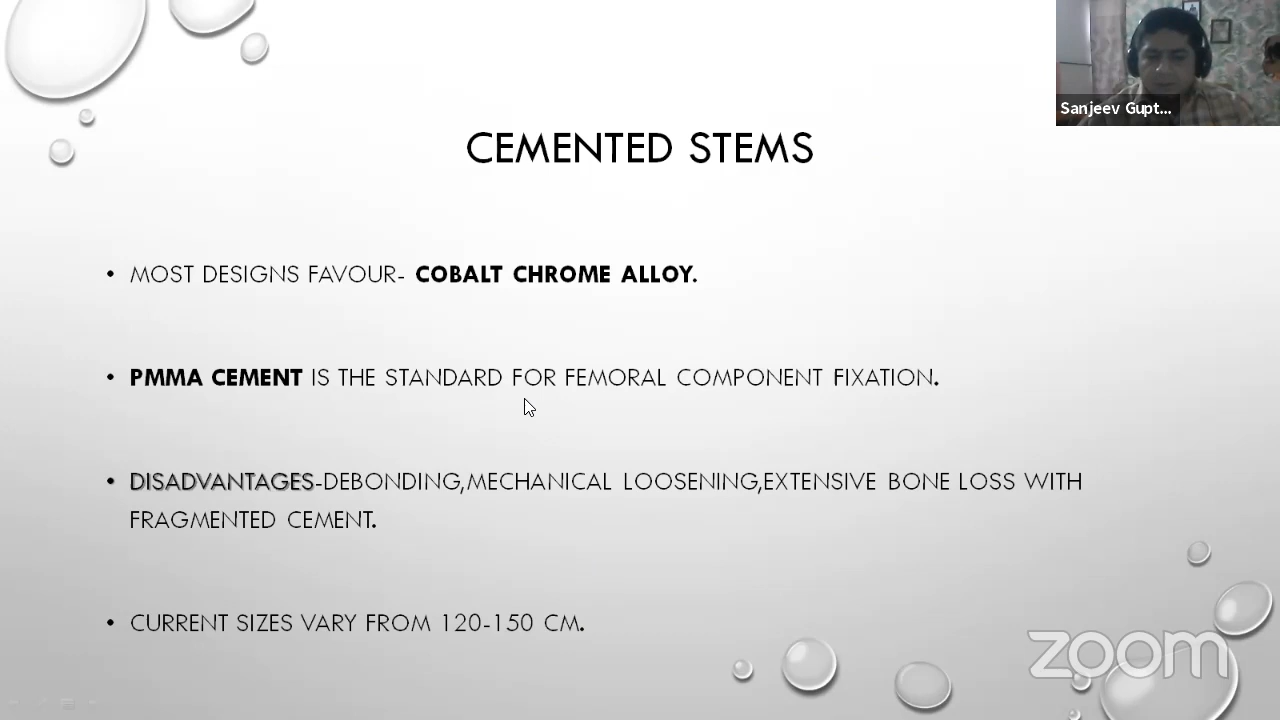 CEMENTED STEMS
Sanjeev Gupt...
• MOST DESIGNS FAVOUR- COBALT CHROME ALLOY.
• PMMA CEMENT IS THE STANDARD FOR FEMORAL COMPONENT FIXATION.
• DISADVANTAGES-DEBONDING,MECHANICAL LOOSENING,EXTENSIVE BONE LOSS WITH
FRAGMENTED CEMENT.
• CURRENT SIZES VARY FROM 120-150 CM.
zoom